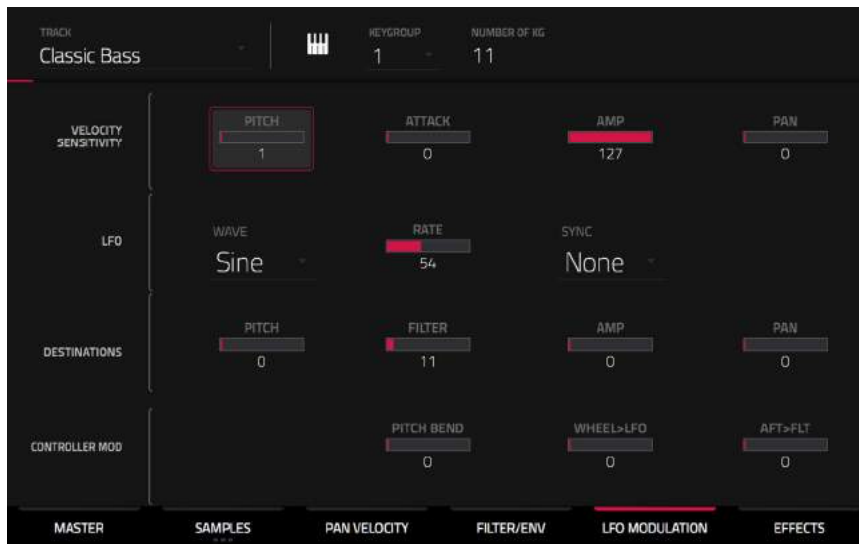 TRACK
Classic Bass
KEYGROUP
1
NUMBER OF KG
11
VELOCITY
SENSITIVITY
PITCH
1
ATTACK
0
AMP
127
PAN
0
LFO
WAVE
Sine
RATE
54
SYNC
None
DESTINATIONS
PITCH
0
FILTER
11
AMP
0
PAN
0
CONTROLLER MOD
PITCH BEND
0
WHEEL>LFO
0
AFT>FLT
0
MASTER
SAMPLES
PAN VELOCITY
FILTER/ENV
LFO MODULATION
EFFECTS